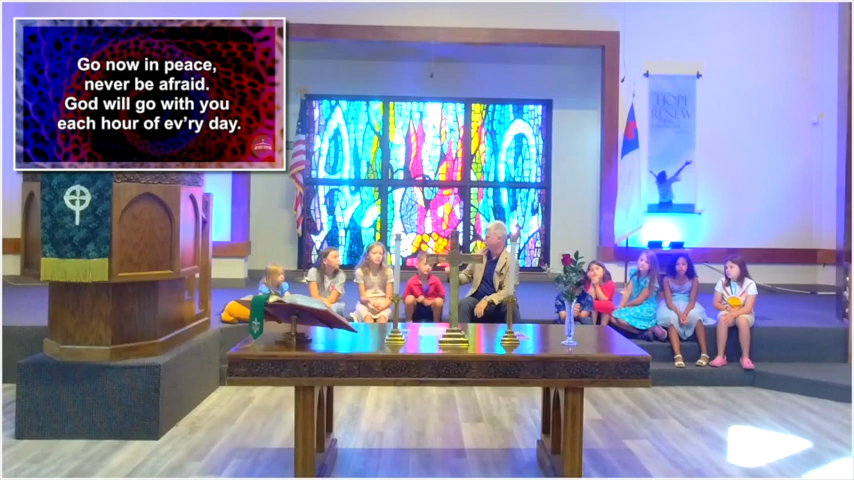 Go now in peace,
never be afraid.
God will go with you
each hour of ev'ry day.
HOPE
RENEW